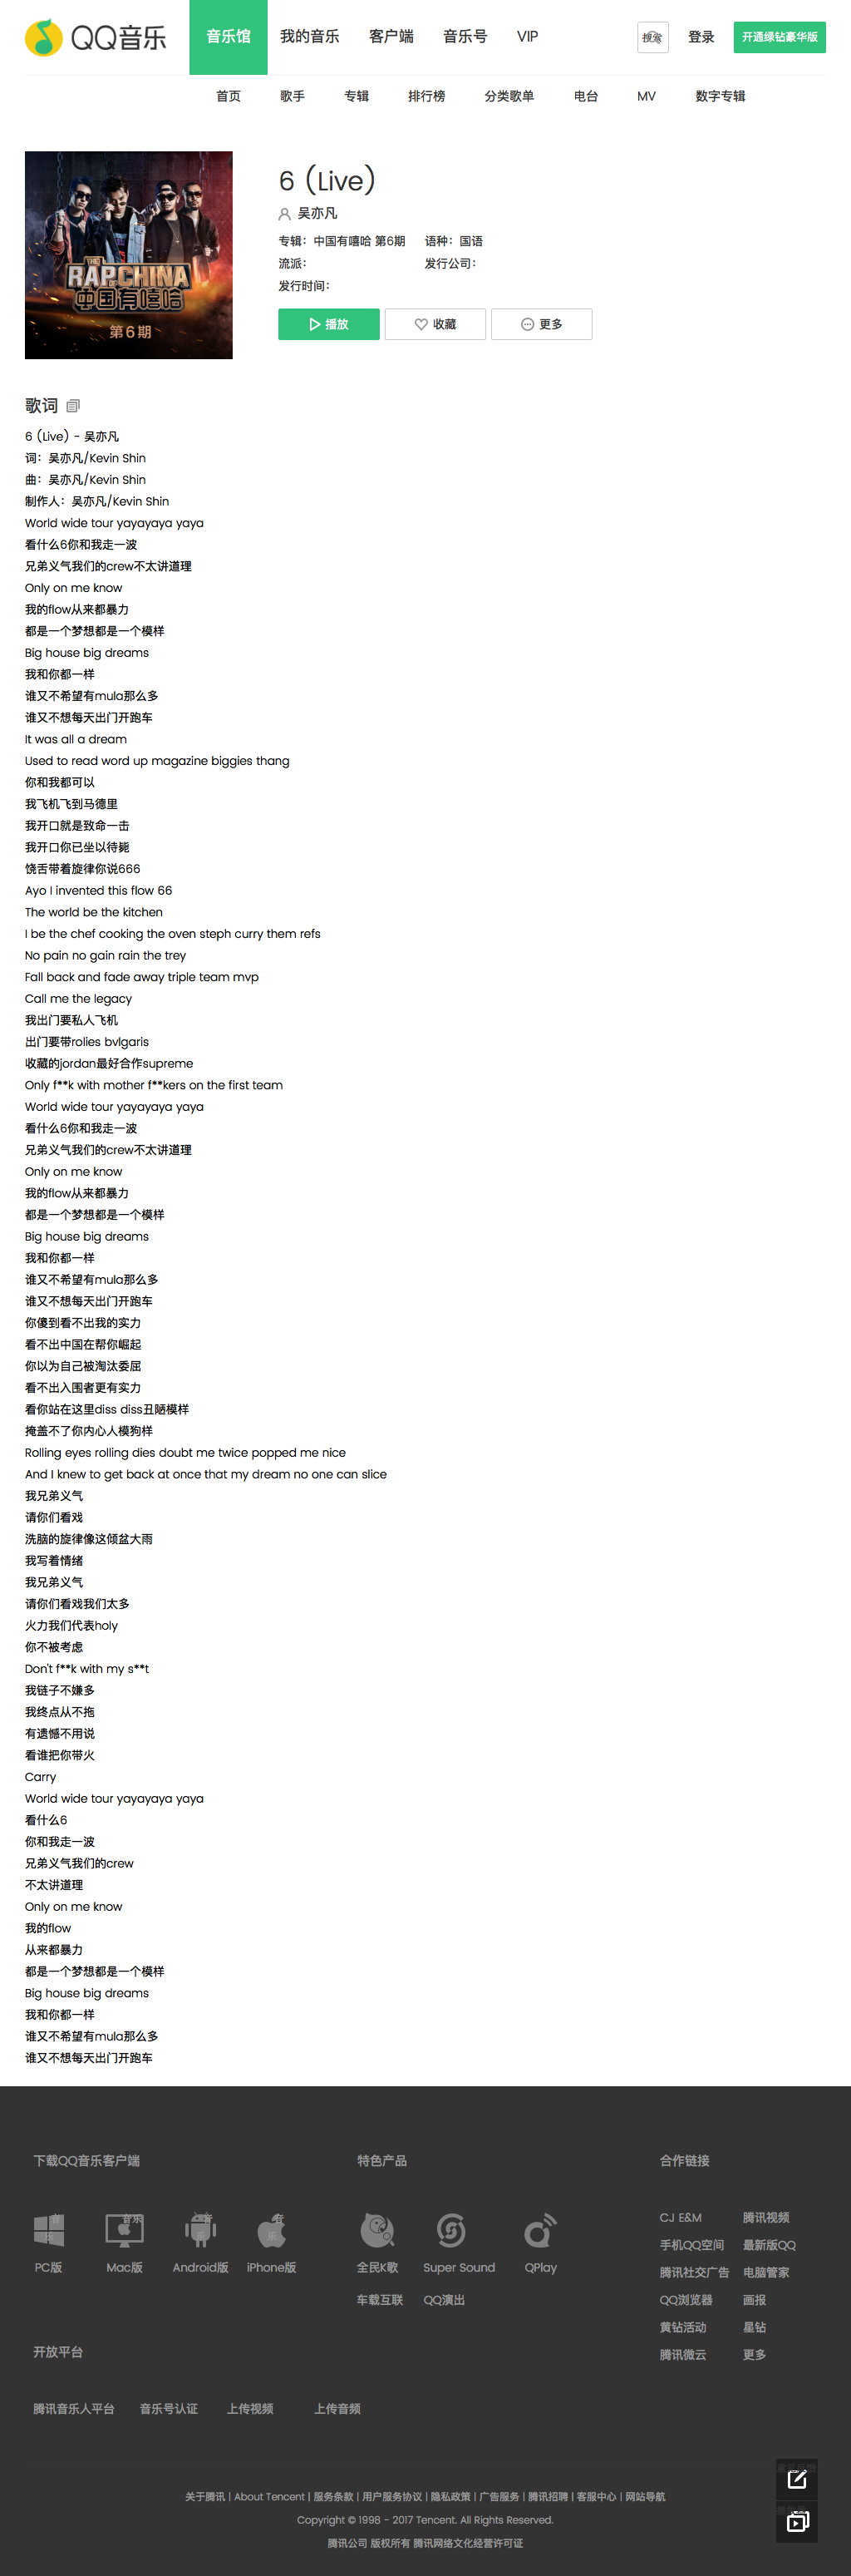 QQ音乐
音乐馆 我的音乐 客户端 音乐号 VIP 登录 开通绿钻豪华版
首页 歌手 专辑 排行榜 分类歌单 电台 MV 数字专辑
THE RAP OF CHINA
中国有嘻哈
第6期
6 (Live)
吴亦凡
专辑：中国有嘻哈 第6期 语种：国语
流派： 发行公司：
发行时间：
播放 收藏 更多
歌词
6 (Live) - 吴亦凡
词：吴亦凡/Kevin Shin
曲：吴亦凡/Kevin Shin
制作人：吴亦凡/Kevin Shin
World wide tour yayayaya yaya
看什么6你和我走一波
兄弟义气我们的crew不太讲道理
Only on me know
我的flow从来都暴力
都是一个梦想都是一个模样
Big house big dreams
我和你都一样
谁又不希望有mula那么多
谁又不想每天出门开跑车
It was all a dream
Used to read word up magazine biggies thang
你和我都可以
我飞机飞到马德里
我开口就是致命一击
我开口你已坐以待毙
饶舌带着旋律你说666
Ayo I invented this flow 66
The world be the kitchen
I be the chef cooking the oven steph curry them refs
No pain no gain rain the trey
Fall back and fade away triple team mvp
Call me the legacy
我出门要私人飞机
出门要带rolies bvlgaris
收藏的jordan最好合作supreme
Only f**k with mother f**kers on the first team
World wide tour yayayaya yaya
看什么6你和我走一波
兄弟义气我们的crew不太讲道理
Only on me know
我的flow从来都暴力
都是一个梦想都是一个模样
Big house big dreams
我和你都一样
谁又不希望有mula那么多
谁又不想每天出门开跑车
你傻到看不出我的实力
看不出中国在帮你崛起
你以为自己被淘汰委屈
看不出入围者更有实力
看你站在这里diss diss丑陋模样
掩盖不了你内心人模狗样
Rolling eyes rolling dies doubt me twice popped me nice
And I knew to get back at once that my dream no one can slice
我兄弟义气
请你们看戏
洗脑的旋律像这倾盆大雨
我写着情绪
我兄弟义气
请你们看戏我们太多
火力我们代表holy
你不被考虑
Don't f**k with my s**t
我链子不嫌多
我终点从不拖
有遗憾不用说
看谁把你带火
Carry
World wide tour yayayaya yaya
看什么6
你和我走一波
兄弟义气我们的crew
不太讲道理
Only on me know
我的flow
从来都暴力
都是一个梦想都是一个模样
Big house big dreams
我和你都一样
谁又不希望有mula那么多
谁又不想每天出门开跑车
下载QQ音乐客户端 特色产品 合作链接
PC版 Mac版 Android版 iPhone版
全民K歌 Super Sound QPlay
车载互联 QQ演出
CJ E&M 腾讯视频
手机QQ空间 最新版QQ
腾讯社交广告 电脑管家
QQ浏览器 画报
黄钻活动 星钻
腾讯微云 更多
开放平台
腾讯音乐人平台 音乐号认证 上传视频 上传音频
关于腾讯 | About Tencent | 服务条款 | 用户服务协议 | 隐私政策 | 广告服务 | 腾讯招聘 | 客服中心 | 网站导航
Copyright © 1998 - 2017 Tencent. All Rights Reserved.
腾讯公司 版权所有 腾讯网络文化经营许可证